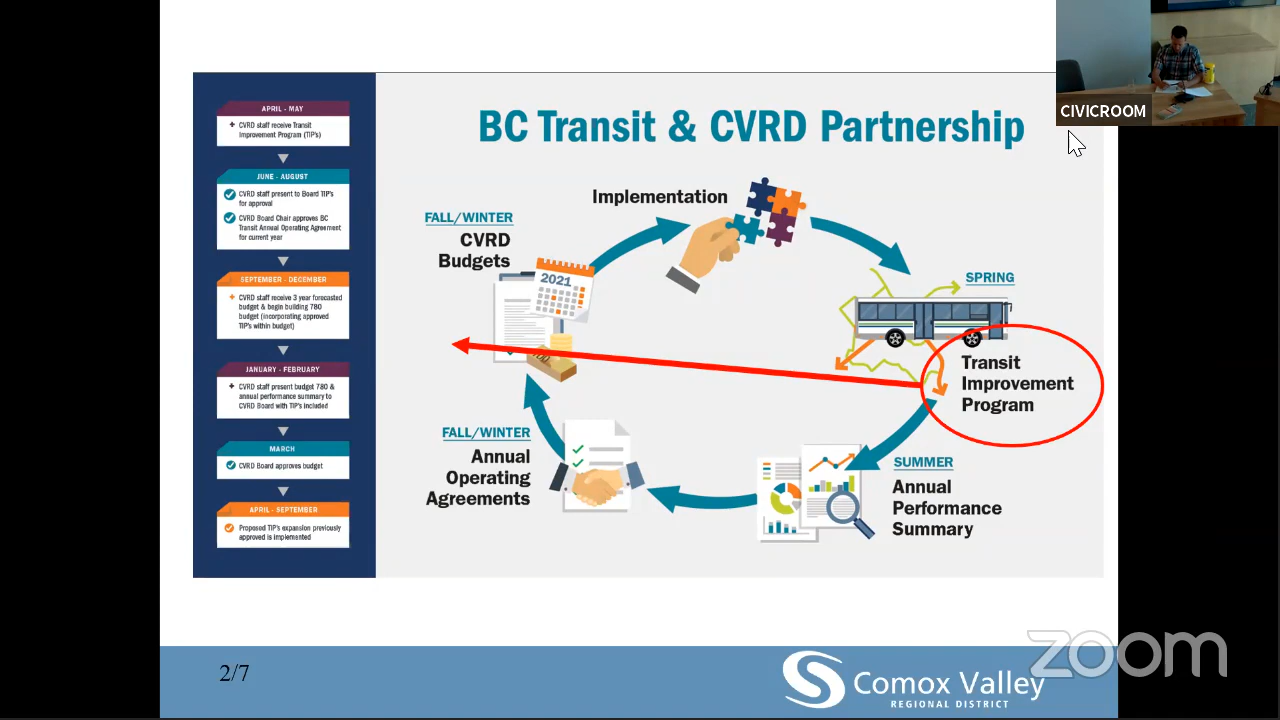 APRIL - MAY
+ CVRD staff receive Transit
Improvement Program (TIP's)
JUNE - AUGUST
CVRD staff present to Board TIP's
for approval
CVRD Board Chair approves BC
Transit Annual Operating Agreement
for current year
SEPTEMBER - DECEMBER
+ CVRD staff receive 3 year forecasted
budget & begin building 780
budget (incorporating approved
TIP's within budget)
JANUARY - FEBRUARY
+ CVRD staff present budget 780 &
annual performance summary to
CVRD Board with TIP's included
MARCH
CVRD Board approves budget
APRIL - SEPTEMBER
Proposed TIP's expansion previously
approved is implemented
BC Transit & CVRD Partnership
Implementation
FALL/WINTER
CVRD
Budgets
2021
SPRING
Transit
Improvement
Program
SUMMER
Annual
Performance
Summary
FALL/WINTER
Annual
Operating
Agreements
CIVICROOM
2/7
Comox Valley
REGIONAL DISTRICT
zoom